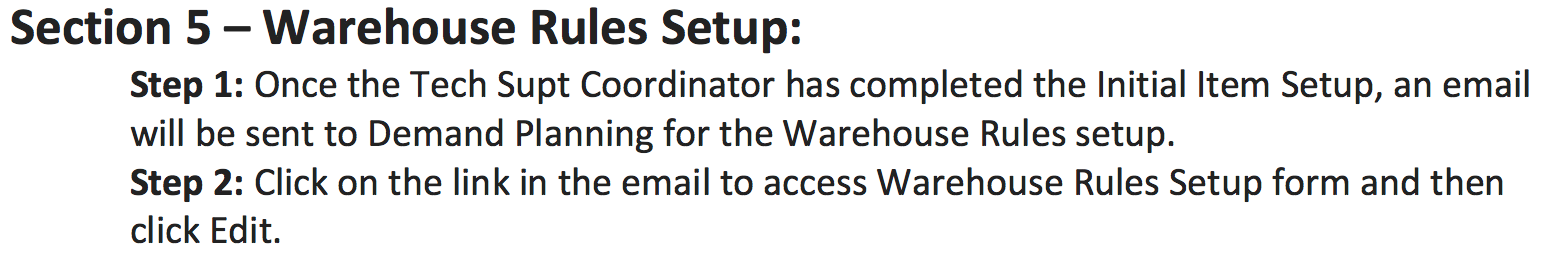 Section 5 – Warehouse Rules Setup:
Step 1: Once the Tech Supt Coordinator has completed the Initial Item Setup, an email
will be sent to Demand Planning for the Warehouse Rules setup.
Step 2: Click on the link in the email to access Warehouse Rules Setup form and then
click Edit.